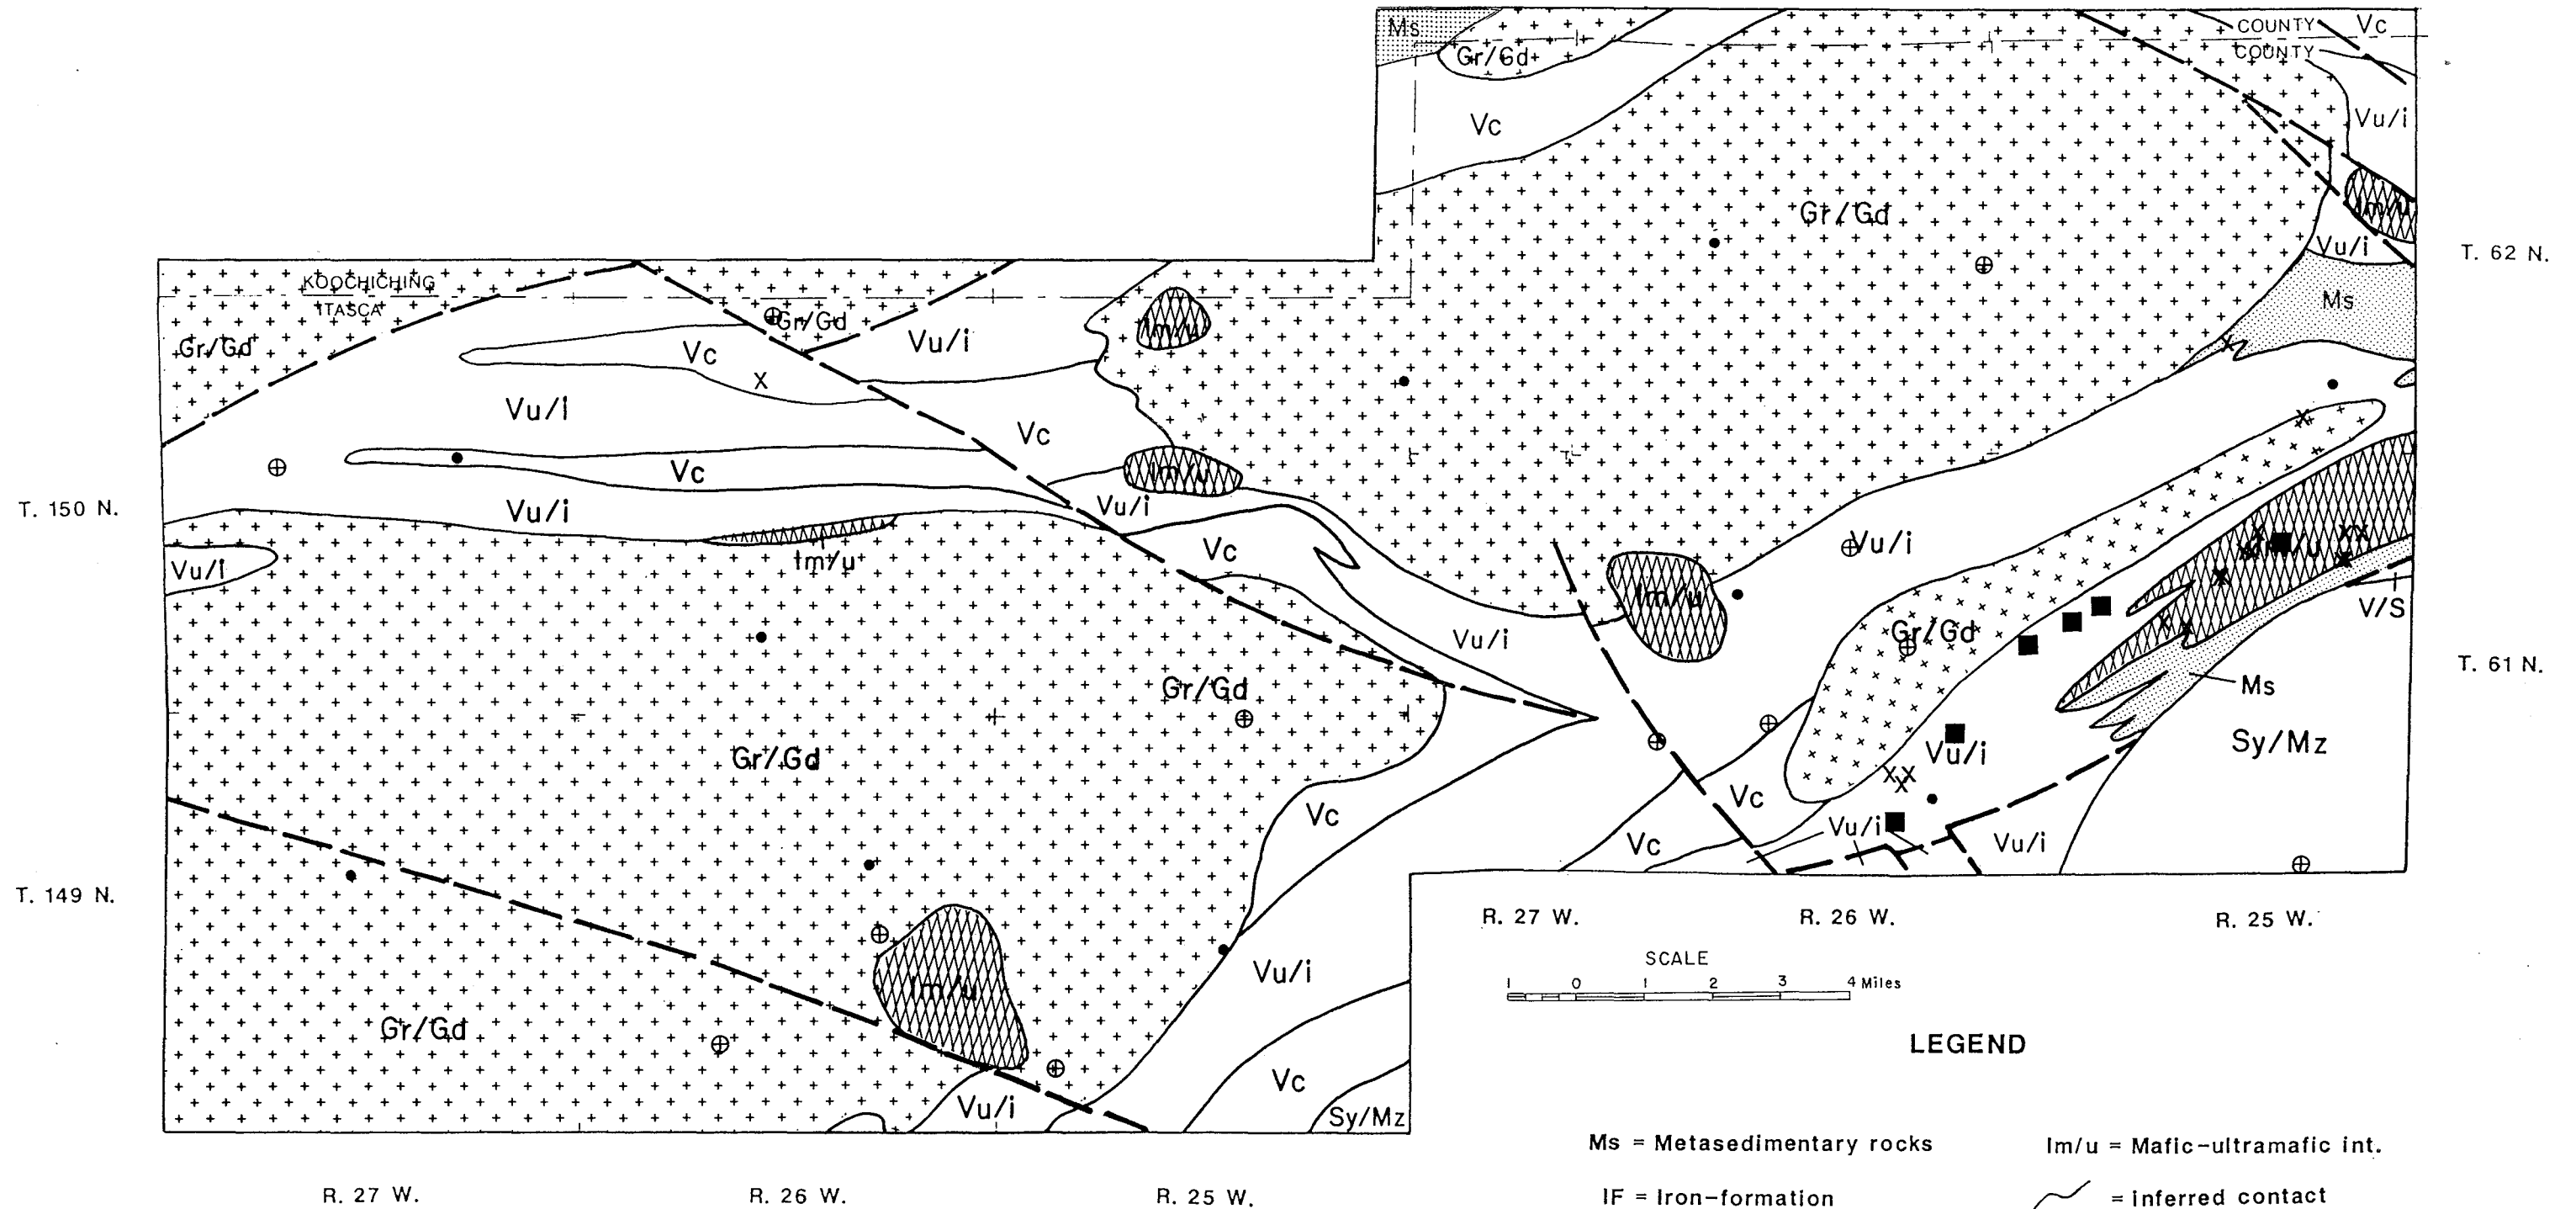 Ms
Gr/Gd
COUNTY
Vc
COUNTY
Vc
Vu/i
Gr/Gd
Im/u
Vu/i
T. 62 N.
KOOCHICHING
ITASCA
Gr/Gd
Gr/Gd
Vc
Vu/i
Im/u
Ms
X
Vu/i
Vc
X
X
Vc
Im/u
Vu/i
T. 150 N.
Vu/i
Vc
Vu/i
Im/u
X X
Im/u
Vu/i
Im/u
V/S
Gr/Gd
Vu/i
T. 61 N.
Gr/Gd
Ms
Gr/Gd
Vu/i
Sy/Mz
X X
X
Vc
Vc
Vu/i
Vu/i
Vc
T. 149 N.
R. 27 W.
R. 26 W.
R. 25 W.
Vu/i
SCALE
1 0 1 2 3 4 Miles
Im/u
Gr/Gd
LEGEND
Vc
Vu/i
Sy/Mz
Ms = Metasedimentary rocks
Im/u = Mafic-ultramafic int.
R. 27 W.
R. 26 W.
R. 25 W.
IF = Iron-formation
= inferred contact